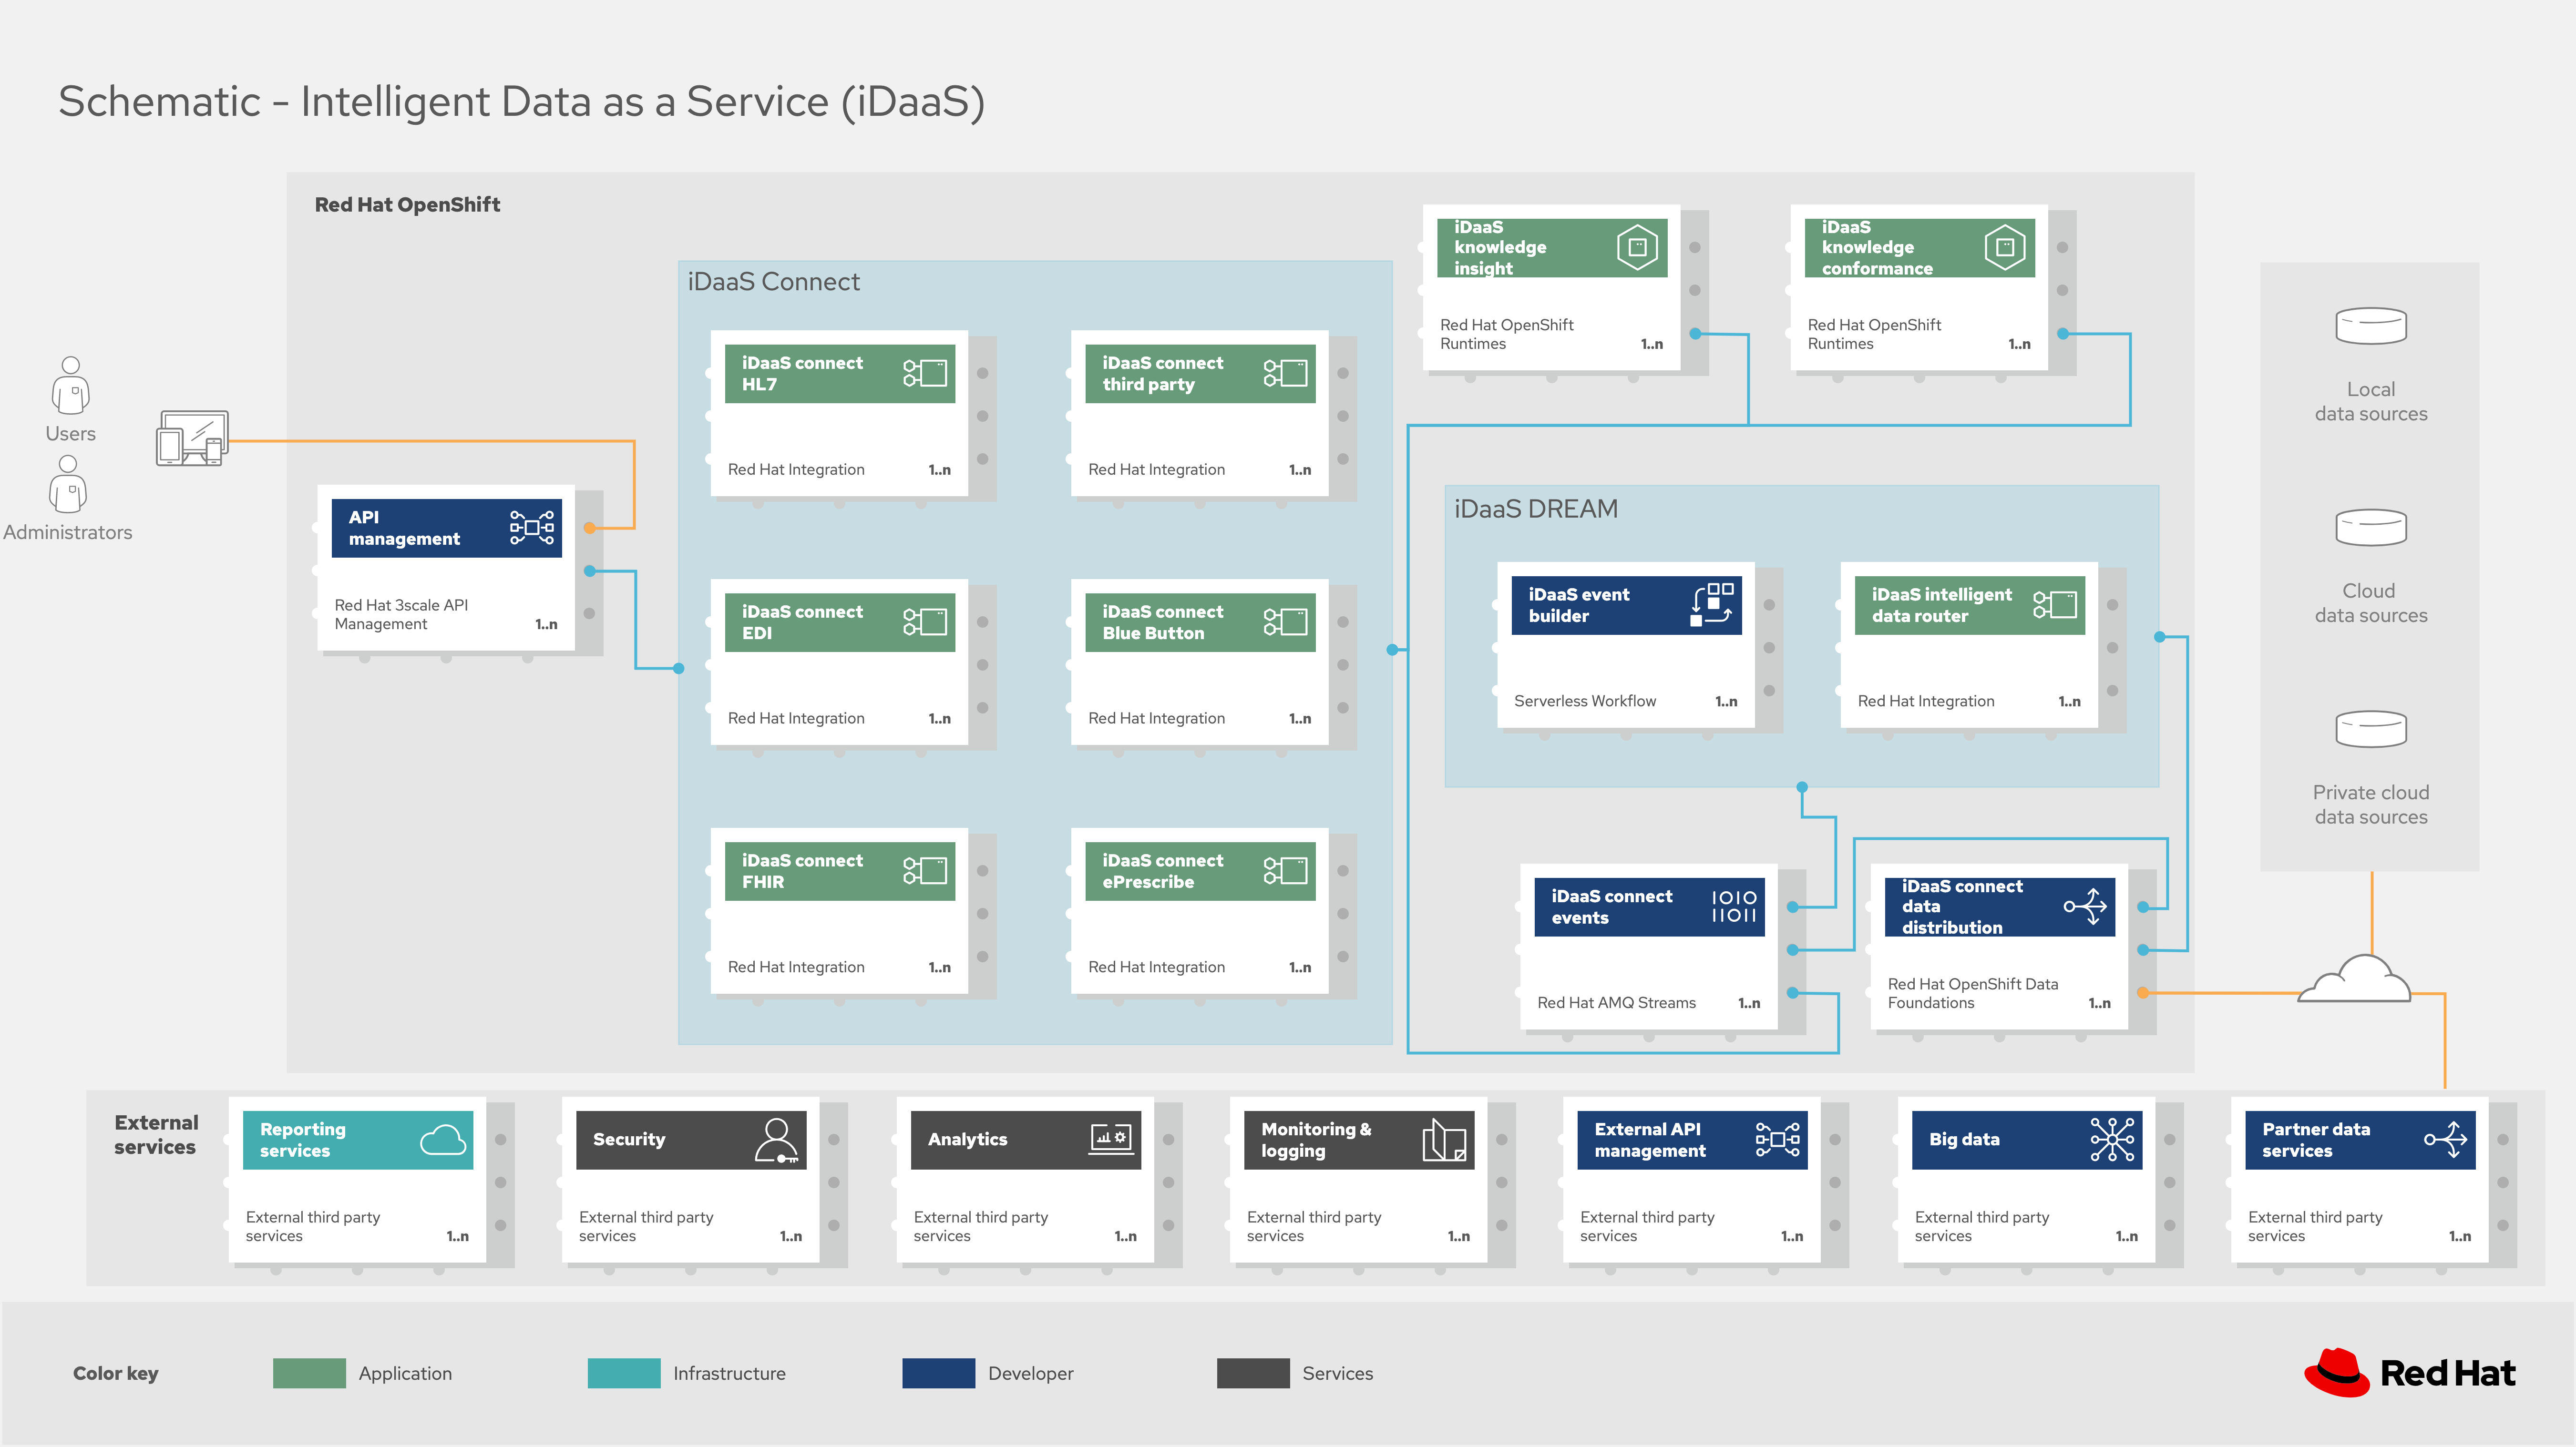 Schematic - Intelligent Data as a Service (iDaaS)
Red Hat OpenShift
Users
Administrators
API
management
Red Hat 3scale API
Management
1..n
iDaaS Connect
iDaaS connect
HL7
Red Hat Integration
1..n
iDaaS connect
third party
Red Hat Integration
1..n
iDaaS connect
EDI
Red Hat Integration
1..n
iDaaS connect
Blue Button
Red Hat Integration
1..n
iDaaS connect
FHIR
Red Hat Integration
1..n
iDaaS connect
ePrescribe
Red Hat Integration
1..n
iDaaS
knowledge
insight
Red Hat OpenShift
Runtimes
1..n
iDaaS
knowledge
conformance
Red Hat OpenShift
Runtimes
1..n
iDaaS DREAM
iDaaS event
builder
Serverless Workflow
1..n
iDaaS intelligent
data router
Red Hat Integration
1..n
iDaaS connect
events
1010
11011
Red Hat AMQ Streams
1..n
iDaaS connect
data
distribution
Red Hat OpenShift Data
Foundations
1..n
Local
data sources
Cloud
data sources
Private cloud
data sources
External
services
Reporting
services
External third party
services
1..n
Security
External third party
services
1..n
Analytics
External third party
services
1..n
Monitoring &
logging
External third party
services
1..n
External API
management
External third party
services
1..n
Big data
External third party
services
1..n
Partner data
services
External third party
services
1..n
Color key
Application
Infrastructure
Developer
Services
Red Hat